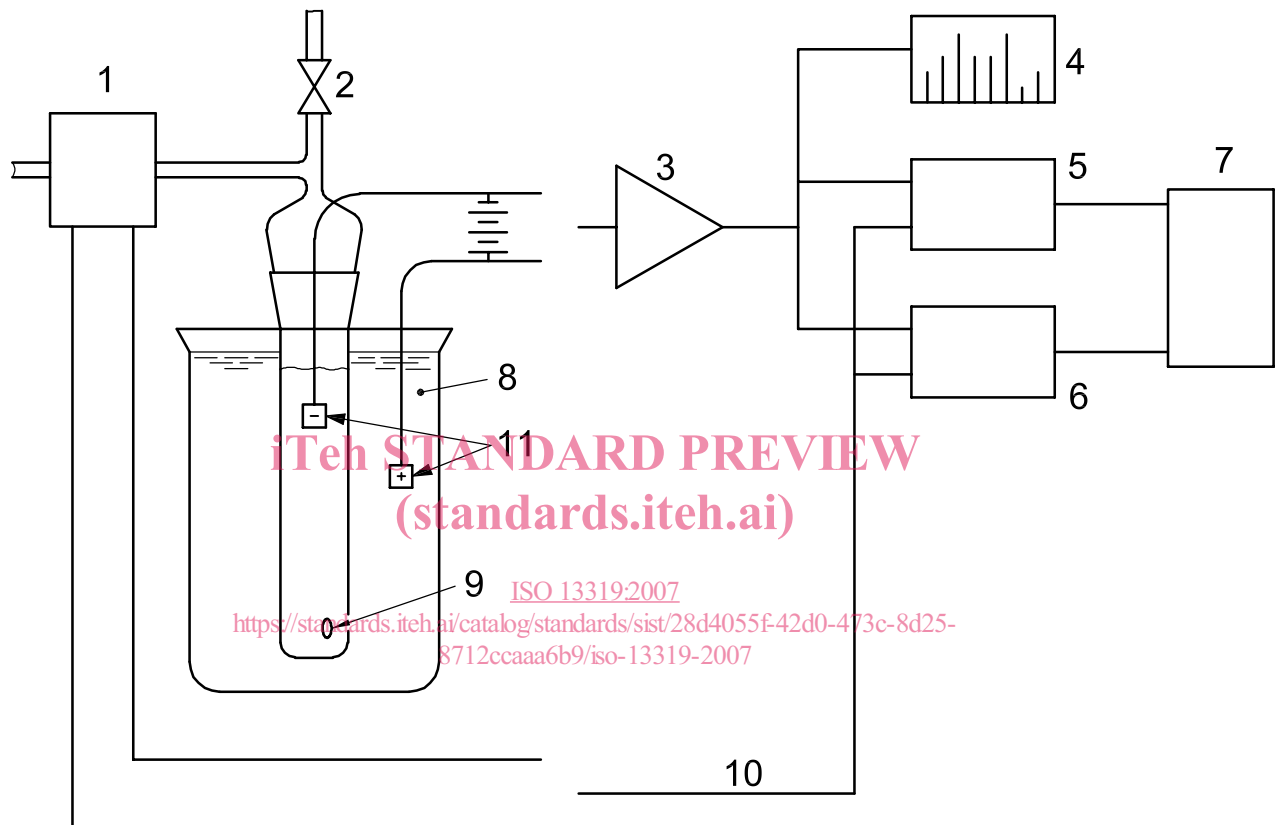 1
2
3
4
5
6
7
8
9
10
11
−
+
iTeh STANDARD PREVIEW
(standards.iteh.ai)
ISO 13319:2007
https://standards.iteh.ai/catalog/standards/sist/28d4055f-42d0-473c-8d25-
8712ccaaa6b9/iso-13319-2007